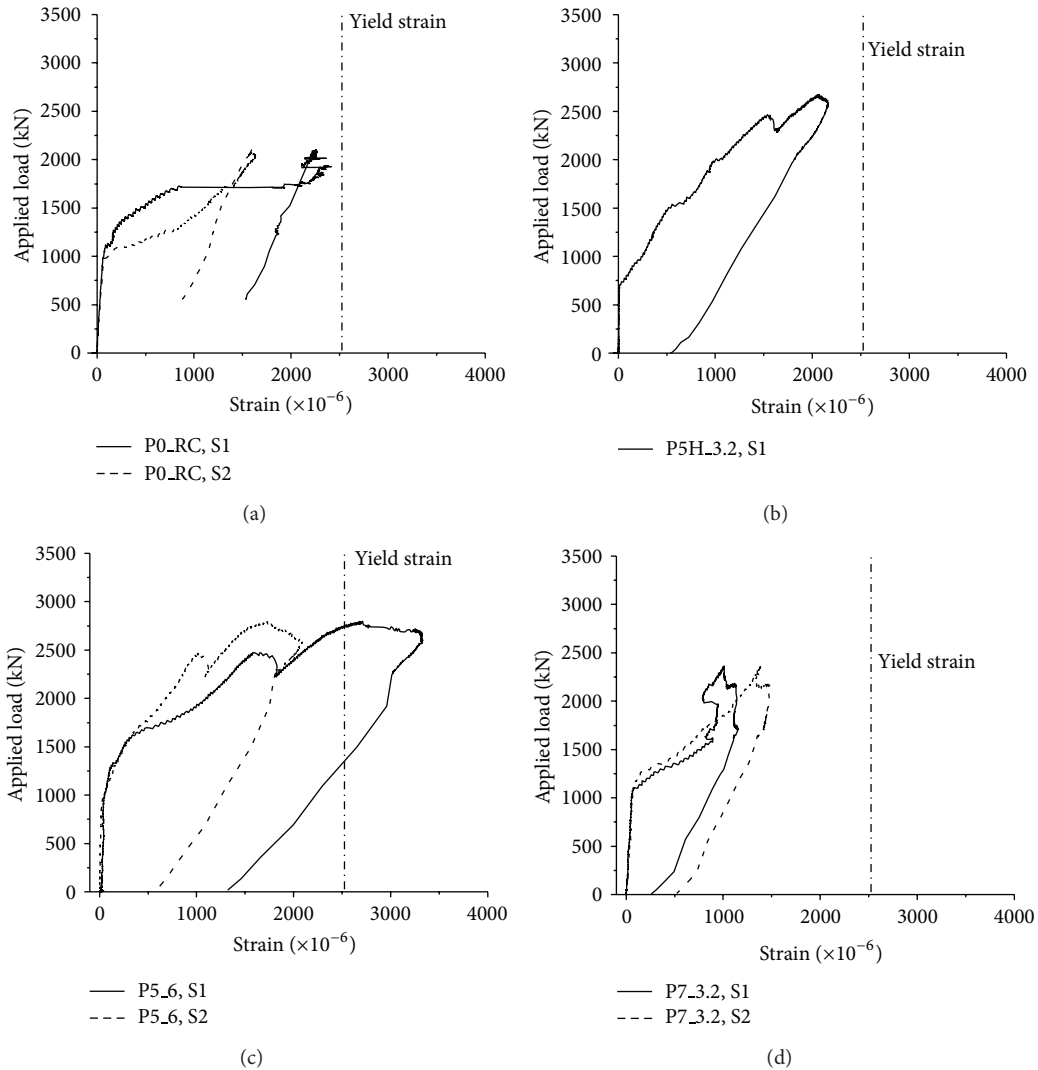 Yield strain
3500
3000
2500
2000
1500
1000
500
0
Applied load (kN)
0
1000
2000
3000
4000
Strain (×10⁻⁶)
P0_RC, S1
P0_RC, S2
(a)
Yield strain
3500
3000
2500
2000
1500
1000
500
0
Applied load (kN)
0
1000
2000
3000
4000
Strain (×10⁻⁶)
P5H_3.2, S1
(b)
Yield strain
3500
3000
2500
2000
1500
1000
500
0
Applied load (kN)
0
1000
2000
3000
4000
Strain (×10⁻⁶)
P5_6, S1
P5_6, S2
(c)
Yield strain
3500
3000
2500
2000
1500
1000
500
0
Applied load (kN)
0
1000
2000
3000
4000
Strain (×10⁻⁶)
P7_3.2, S1
P7_3.2, S2
(d)